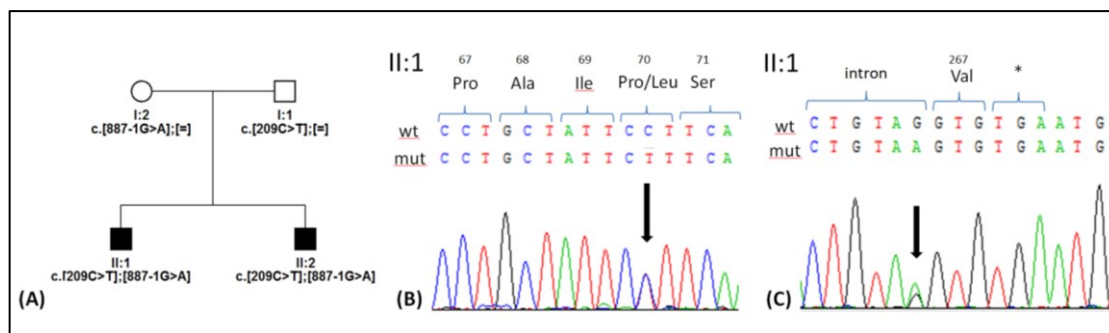 I:2
c.[887-1G>A];[=]
I:1
c.[209C>T];[=]
II:1
c.[209C>T];[887-1G>A]
II:2
c.[209C>T];[887-1G>A]
(A)
II:1
67 68 69 70 71
Pro Ala Ile Pro/Leu Ser
wt C C T G C T A T T C C T T C A
mut C C T G C T A T T C T T T C A
(B)
II:1
267
intron Val *
wt C T G T A G G T G T G A A T G
mut C T G T A A G T G T G A A T G
(C)